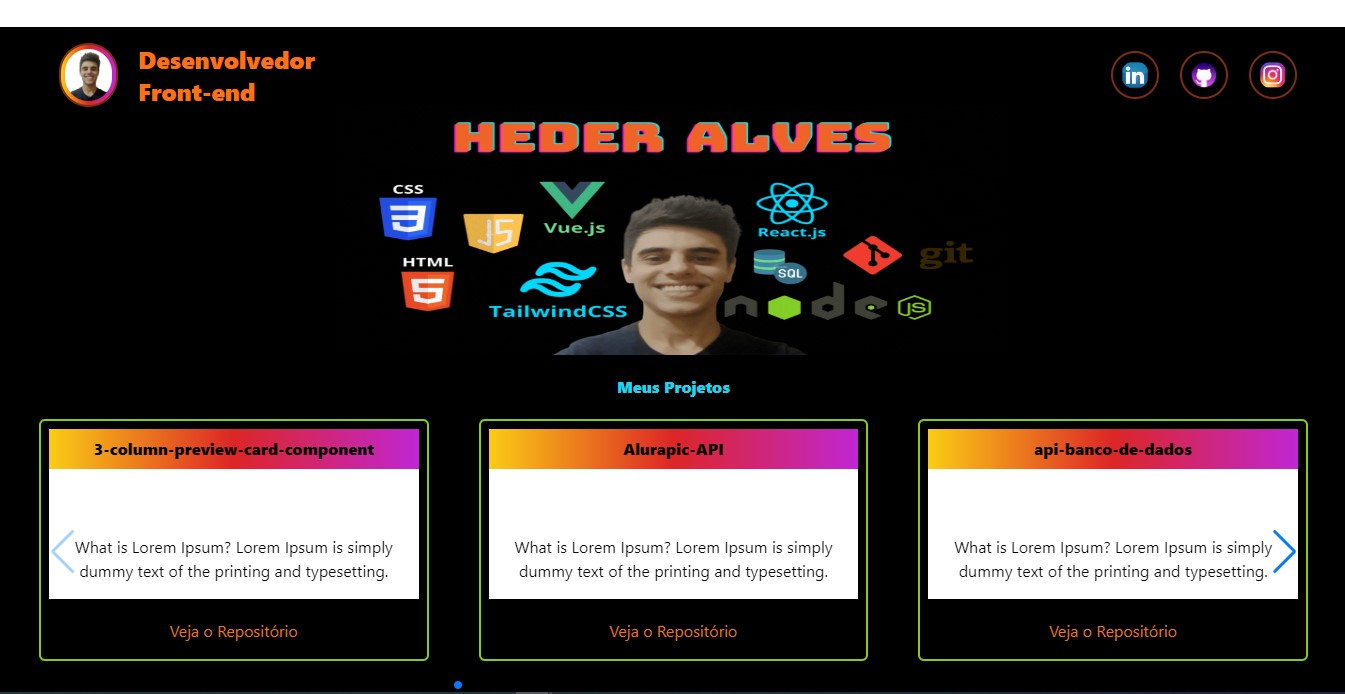 Desenvolvedor
Front-end
in
HEDER ALVES
CSS
3
JS
Vue.js
React.js
git
HTML
5
TailwindCSS
SQL
node
JS
Meus Projetos
3-column-preview-card-component
Alurapic-API
api-banco-de-dados
What is Lorem Ipsum? Lorem Ipsum is simply
dummy text of the printing and typesetting.
What is Lorem Ipsum? Lorem Ipsum is simply
dummy text of the printing and typesetting.
What is Lorem Ipsum? Lorem Ipsum is simply
dummy text of the printing and typesetting.
Veja o Repositório
Veja o Repositório
Veja o Repositório